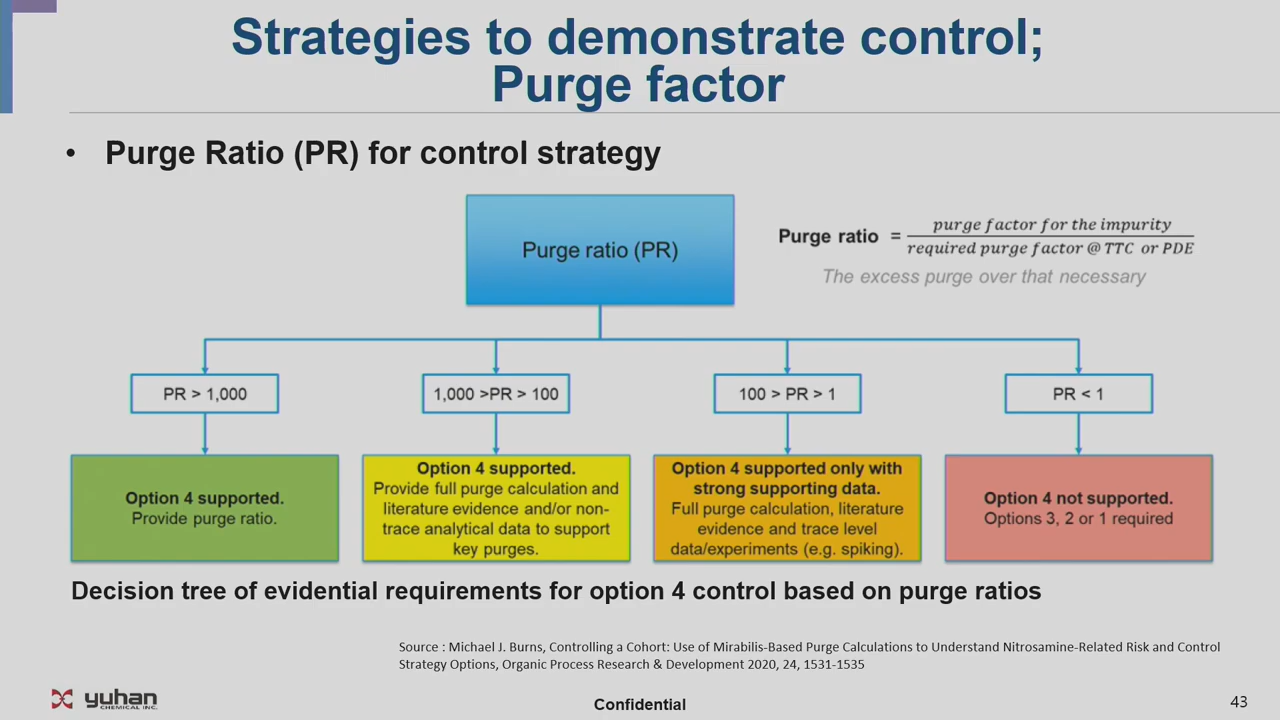 Strategies to demonstrate control;
Purge factor
• Purge Ratio (PR) for control strategy
Purge ratio (PR)
Purge ratio = purge factor for the impurity / required purge factor @ TTC or PDE
The excess purge over that necessary
PR > 1,000
1,000 >PR > 100
100 > PR > 1
PR < 1
Option 4 supported.
Provide purge ratio.
Option 4 supported.
Provide full purge calculation and
literature evidence and/or non-
trace analytical data to support
key purges.
Option 4 supported only with
strong supporting data.
Full purge calculation, literature
evidence and trace level
data/experiments (e.g. spiking).
Option 4 not supported.
Options 3, 2 or 1 required
Decision tree of evidential requirements for option 4 control based on purge ratios
Source : Michael J. Burns, Controlling a Cohort: Use of Mirabilis-Based Purge Calculations to Understand Nitrosamine-Related Risk and Control
Strategy Options, Organic Process Research & Development 2020, 24, 1531-1535
yuhan
CHEMICAL INC.
Confidential
43